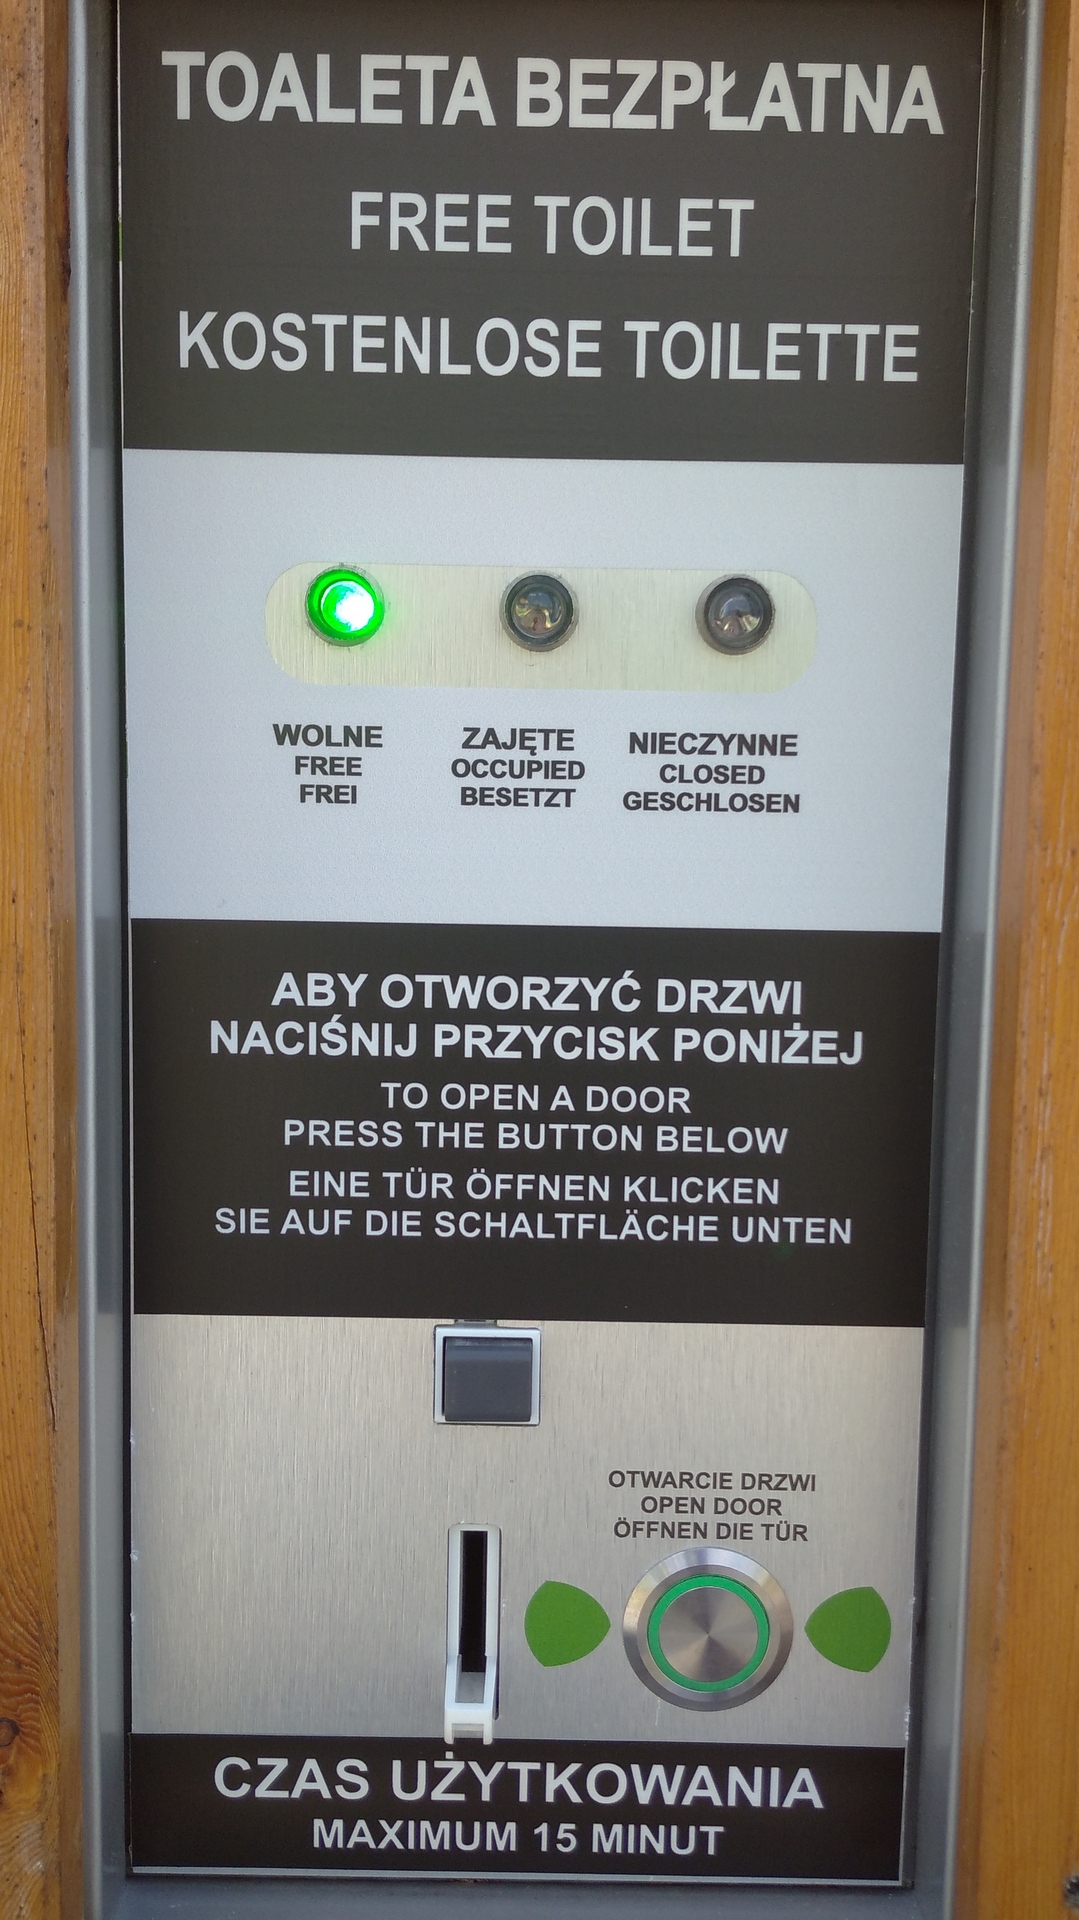 TOALETA BEZPŁATNA
FREE TOILET
KOSTENLOSE TOILETTE
WOLNE
FREE
FREI
ZAJĘTE
OCCUPIED
BESETZT
NIECZYNNE
CLOSED
GESCHLOSEN
ABY OTWORZYĆ DRZWI
NACIŚNIJ PRZYCISK PONIŻEJ
TO OPEN A DOOR
PRESS THE BUTTON BELOW
EINE TÜR ÖFFNEN KLICKEN
SIE AUF DIE SCHALTFLÄCHE UNTEN
OTWARCIE DRZWI
OPEN DOOR
ÖFFNEN DIE TÜR
CZAS UŻYTKOWANIA
MAXIMUM 15 MINUT